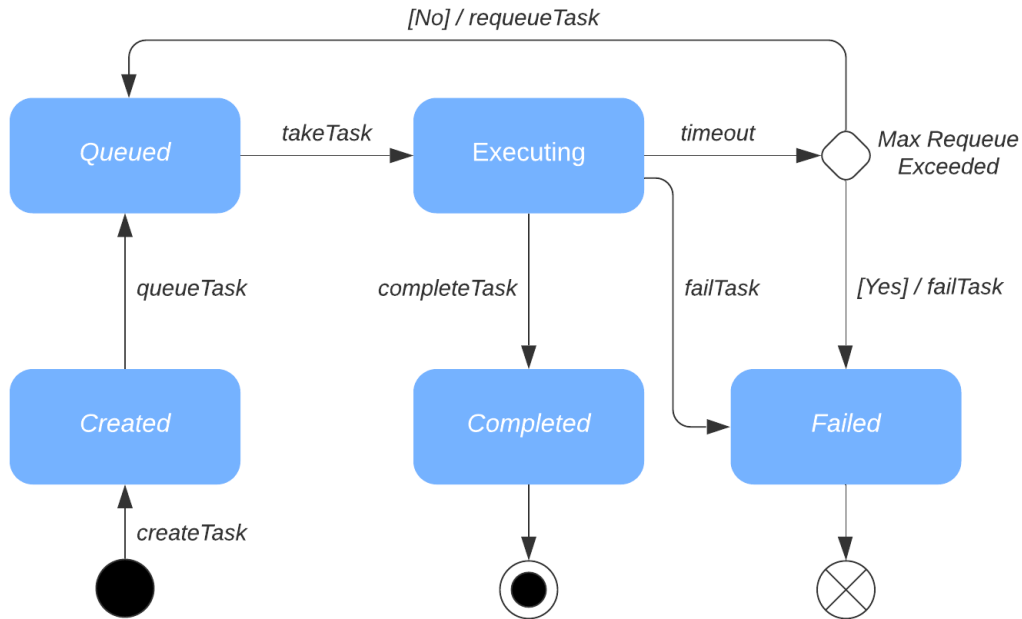 [No] / requeueTask
Queued
takeTask
Executing
timeout
Max Requeue
Exceeded
queueTask
completeTask
failTask
[Yes] / failTask
Created
Completed
Failed
createTask